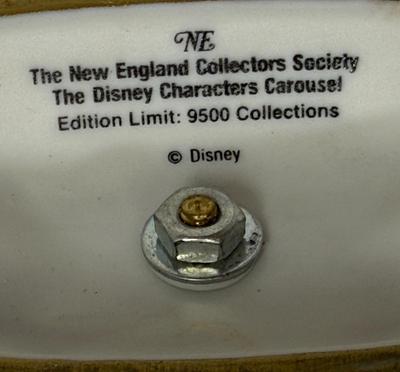 NE
The New England Collectors Society
The Disney Characters Carousel
Edition Limit: 9500 Collections
© Disney